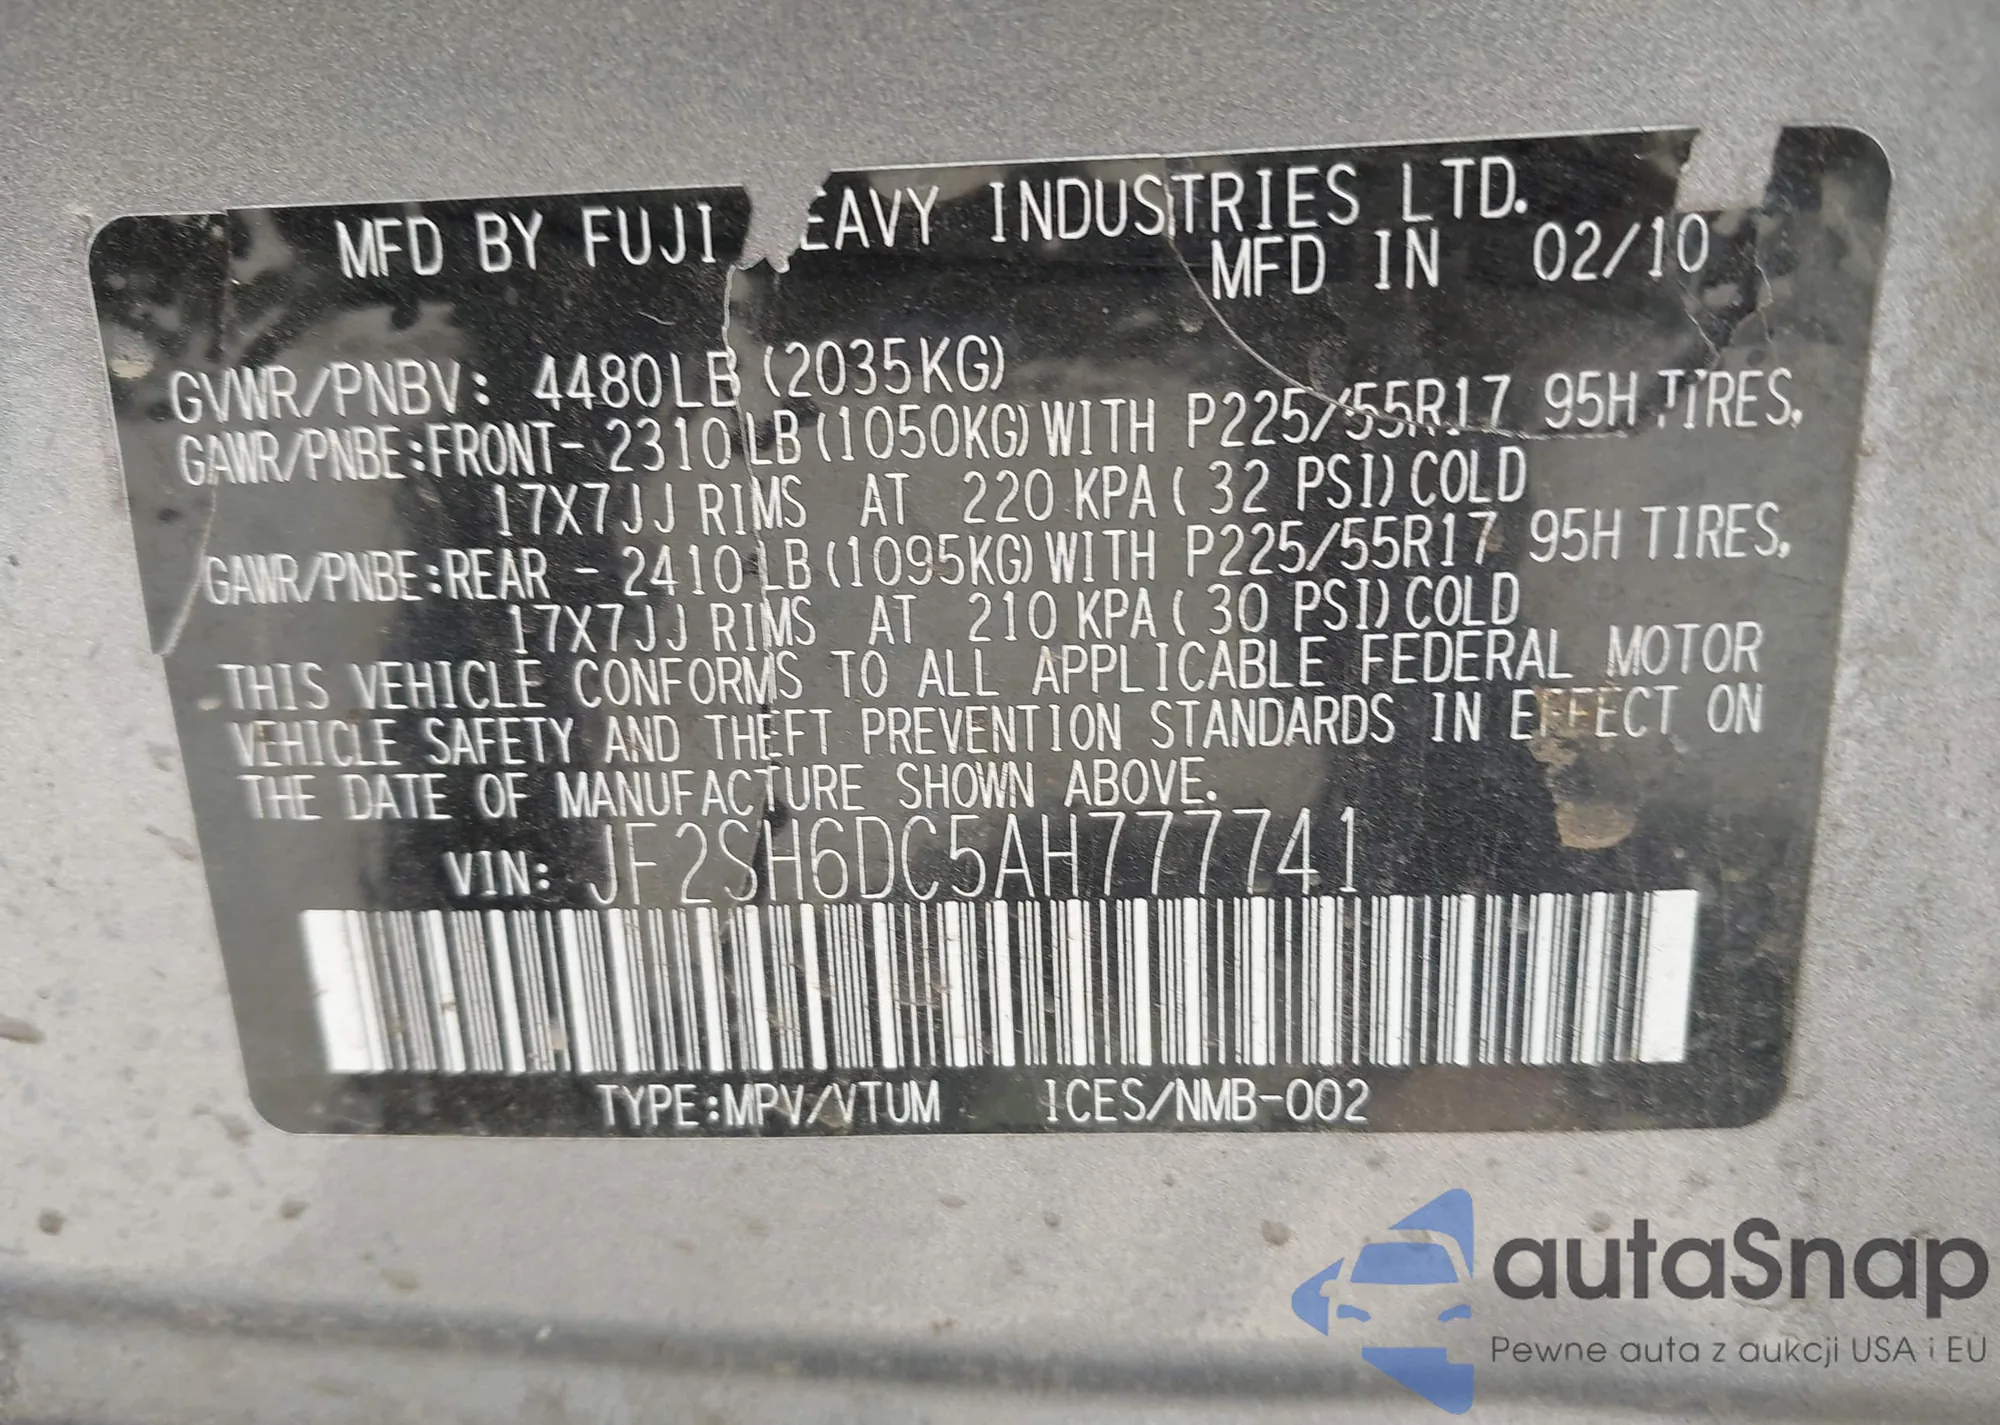 MFD BY FUJI EAVY INDUSTRIES LTD.
MFD IN 02/10
GVWR/PNBV: 4480LB (2035KG)
GAWR/PNBE:FRONT- 2310LB(1050KG)WITH P225/55R17 95H TIRES,
17X7JJ RIMS AT 220 KPA( 32 PSI)COLD
GAWR/PNBE:REAR - 2410LB(1095KG)WITH P225/55R17 95H TIRES,
17X7JJ RIMS AT 210 KPA( 30 PSI)COLD
THIS VEHICLE CONFORMS TO ALL APPLICABLE FEDERAL MOTOR
VEHICLE SAFETY AND THEFT PREVENTION STANDARDS IN EFFECT ON
THE DATE OF MANUFACTURE SHOWN ABOVE.
VIN: JF2SH6DC5AH777741
TYPE:MPV/VTUM ICES/NMB-002
autaSnap
Pewne auta z aukcji USA i EU